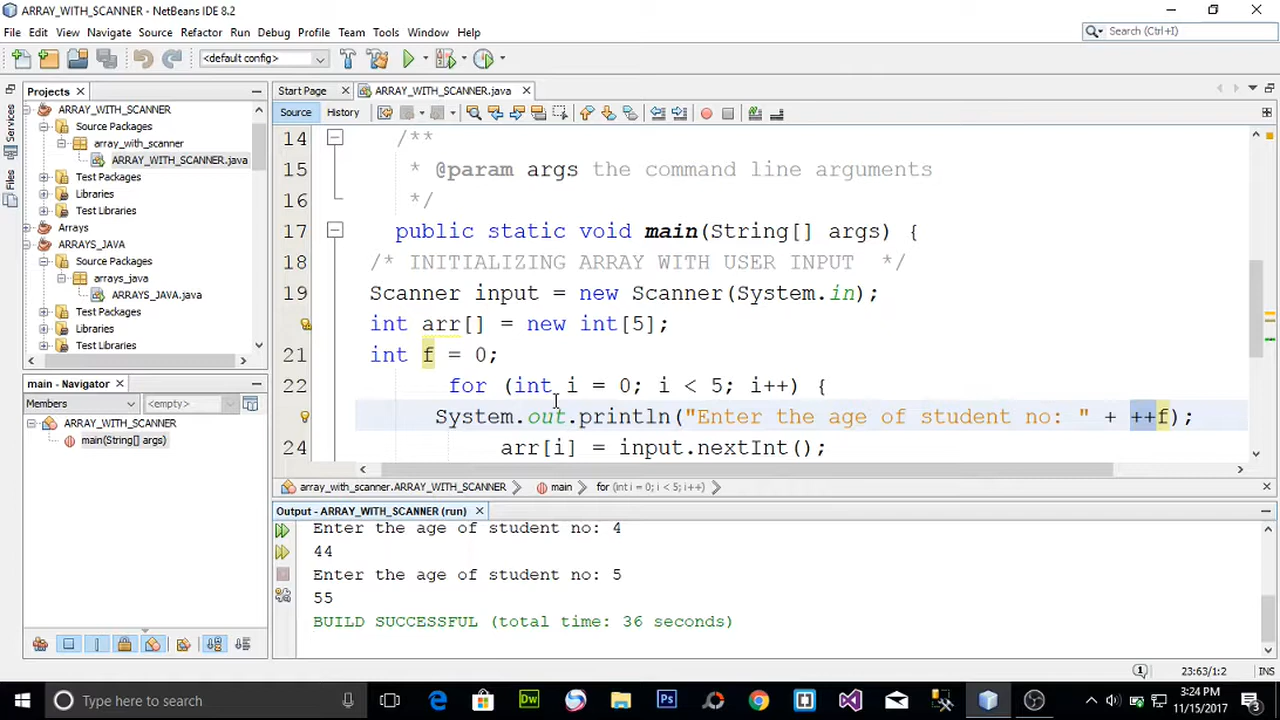 ARRAY_WITH_SCANNER - NetBeans IDE 8.2
File Edit View Navigate Source Refactor Run Debug Profile Team Tools Window Help
Search (Ctrl+I)
<default config>
Projects
Start Page
ARRAY_WITH_SCANNER.java
Services
Files
Source History
ARRAY_WITH_SCANNER
Source Packages
array_with_scanner
ARRAY_WITH_SCANNER.java
Test Packages
Libraries
Test Libraries
Arrays
ARRAYS_JAVA
Source Packages
arrays_java
ARRAYS_JAVA.java
Test Packages
Libraries
Test Libraries
14 /**
15 * @param args the command line arguments
16 */
17 public static void main(String[] args) {
18 /* INITIALIZING ARRAY WITH USER INPUT */
19 Scanner input = new Scanner(System.in);
int arr[] = new int[5];
21 int f = 0;
22 for (int i = 0; i < 5; i++) {
System.out.println("Enter the age of student no: " + ++f);
24 arr[i] = input.nextInt();
array_with_scanner.ARRAY_WITH_SCANNER
main
for (int i = 0; i < 5; i++)
main - Navigator
Members
<empty>
ARRAY_WITH_SCANNER
main(String[] args)
Output - ARRAY_WITH_SCANNER (run)
Enter the age of student no: 4
44
Enter the age of student no: 5
55
BUILD SUCCESSFUL (total time: 36 seconds)
1
23:63/1:2
INS
Type here to search
Dw
Ps
3:24 PM
11/15/2017
3